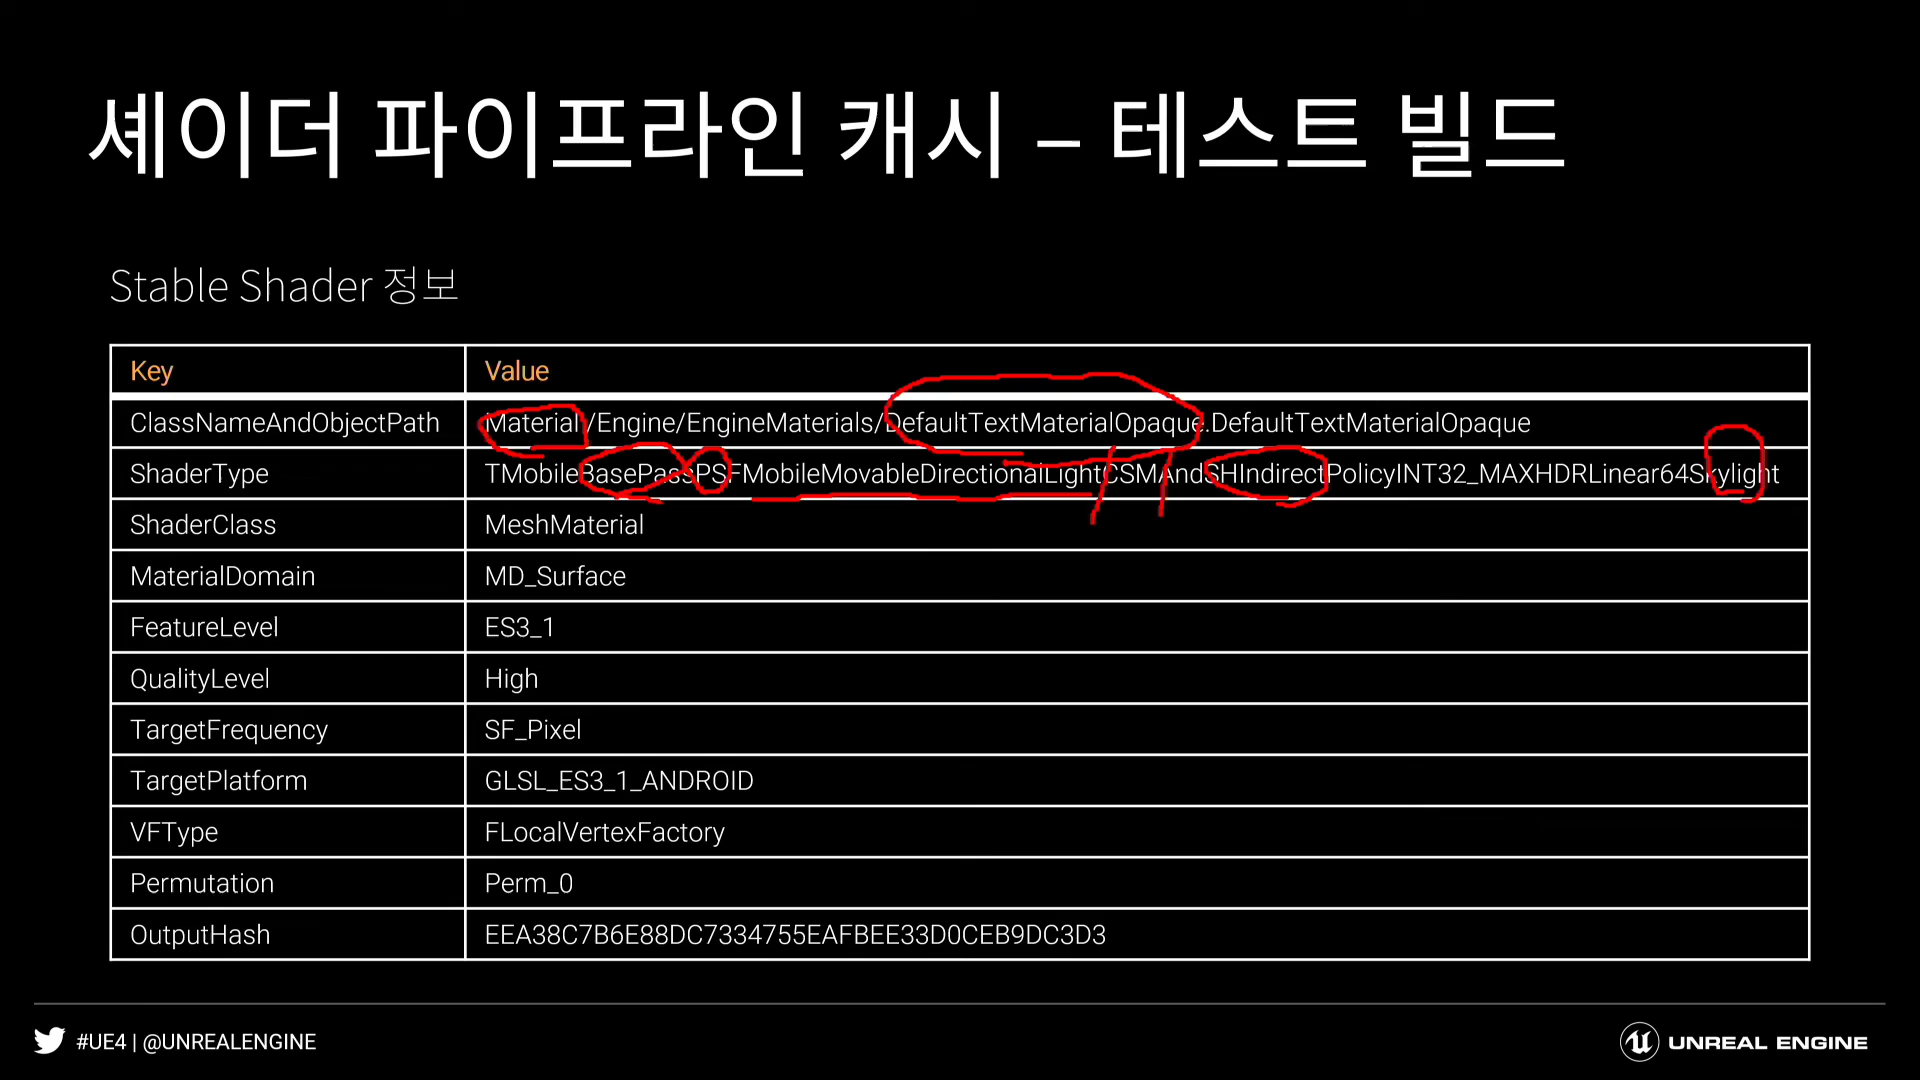 셰이더 파이프라인 캐시 – 테스트 빌드
Stable Shader 정보
Key Value
ClassNameAndObjectPath Material /Engine/EngineMaterials/DefaultTextMaterialOpaque.DefaultTextMaterialOpaque
ShaderType TMobileBasePassPSFMobileMovableDirectionalLightCSMAndSHIndirectPolicyINT32_MAXHDRLinear64Skylight
ShaderClass MeshMaterial
MaterialDomain MD_Surface
FeatureLevel ES3_1
QualityLevel High
TargetFrequency SF_Pixel
TargetPlatform GLSL_ES3_1_ANDROID
VFType FLocalVertexFactory
Permutation Perm_0
OutputHash EEA38C7B6E88DC7334755EAFBEE33D0CEB9DC3D3
#UE4 | @UNREALENGINE
UNREAL ENGINE